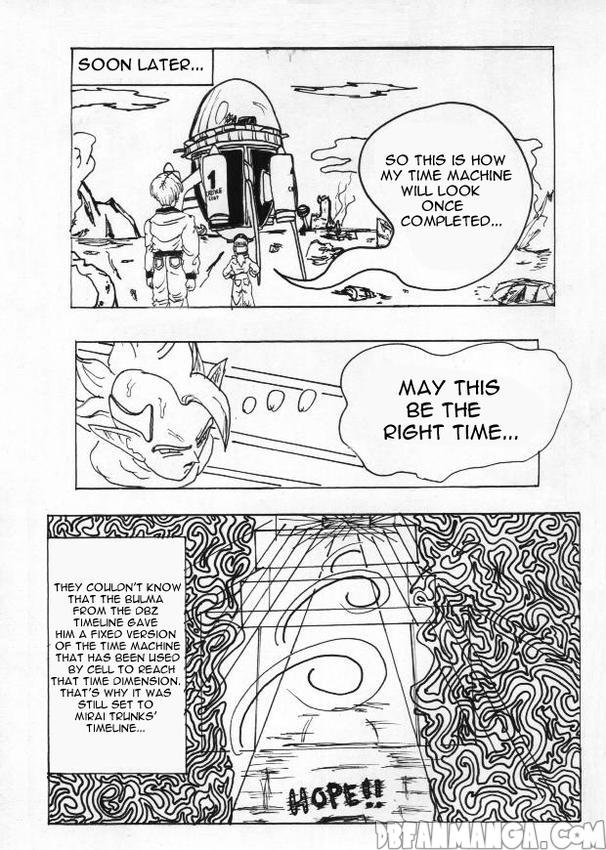 SOON LATER...
SO THIS IS HOW
MY TIME MACHINE
WILL LOOK
ONCE
COMPLETED...
1
MAY THIS
BE THE
RIGHT TIME...
THEY COULDN'T KNOW
THAT THE BULMA
FROM THE DBZ
TIMELINE GAVE
HIM A FIXED VERSION
OF THE TIME MACHINE
THAT HAS BEEN USED
BY CELL TO REACH
THAT TIME DIMENSION.
THAT'S WHY IT WAS
STILL SET TO
MIRAI TRUNKS'
TIMELINE...
HOPE!!
DBFANMANGA.COM